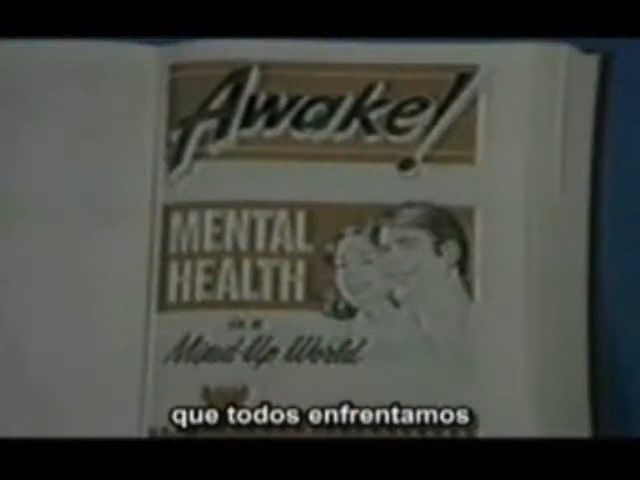 Awake!
MENTAL
HEALTH
in a
Mixed-Up World
que todos enfrentamos